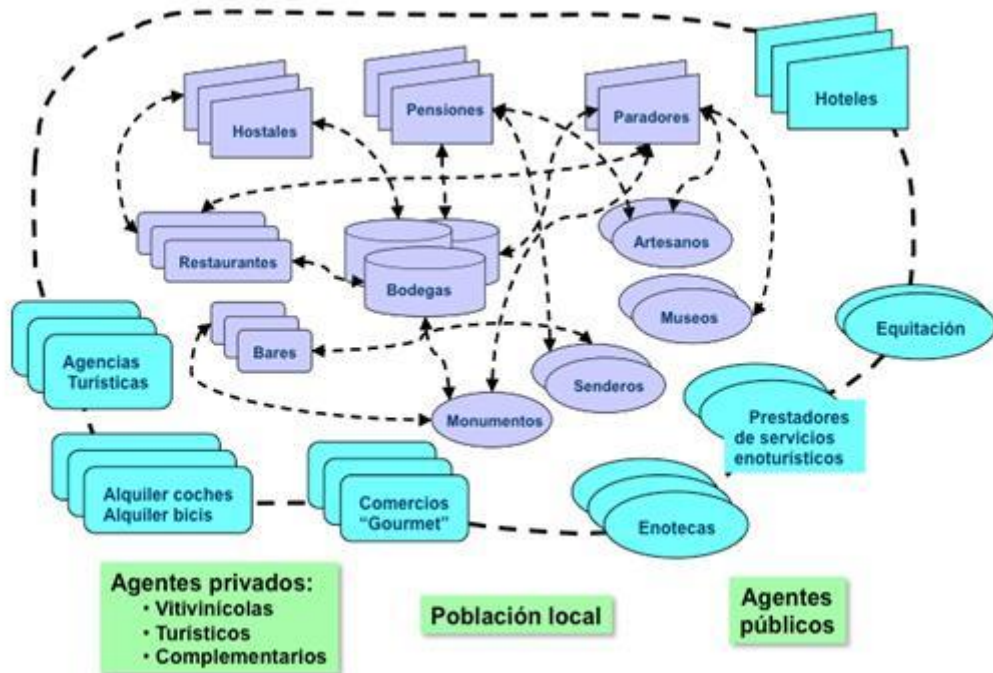 Hoteles
Hostales
Pensiones
Paradores
Restaurantes
Bodegas
Artesanos
Museos
Equitación
Bares
Agencias
Turísticas
Senderos
Monumentos
Prestadores
de servicios
enoturísticos
Alquiler coches
Alquiler bicis
Comercios
“Gourmet”
Enotecas
Agentes privados:
• Vitivinícolas
• Turísticos
• Complementarios
Población local
Agentes
públicos